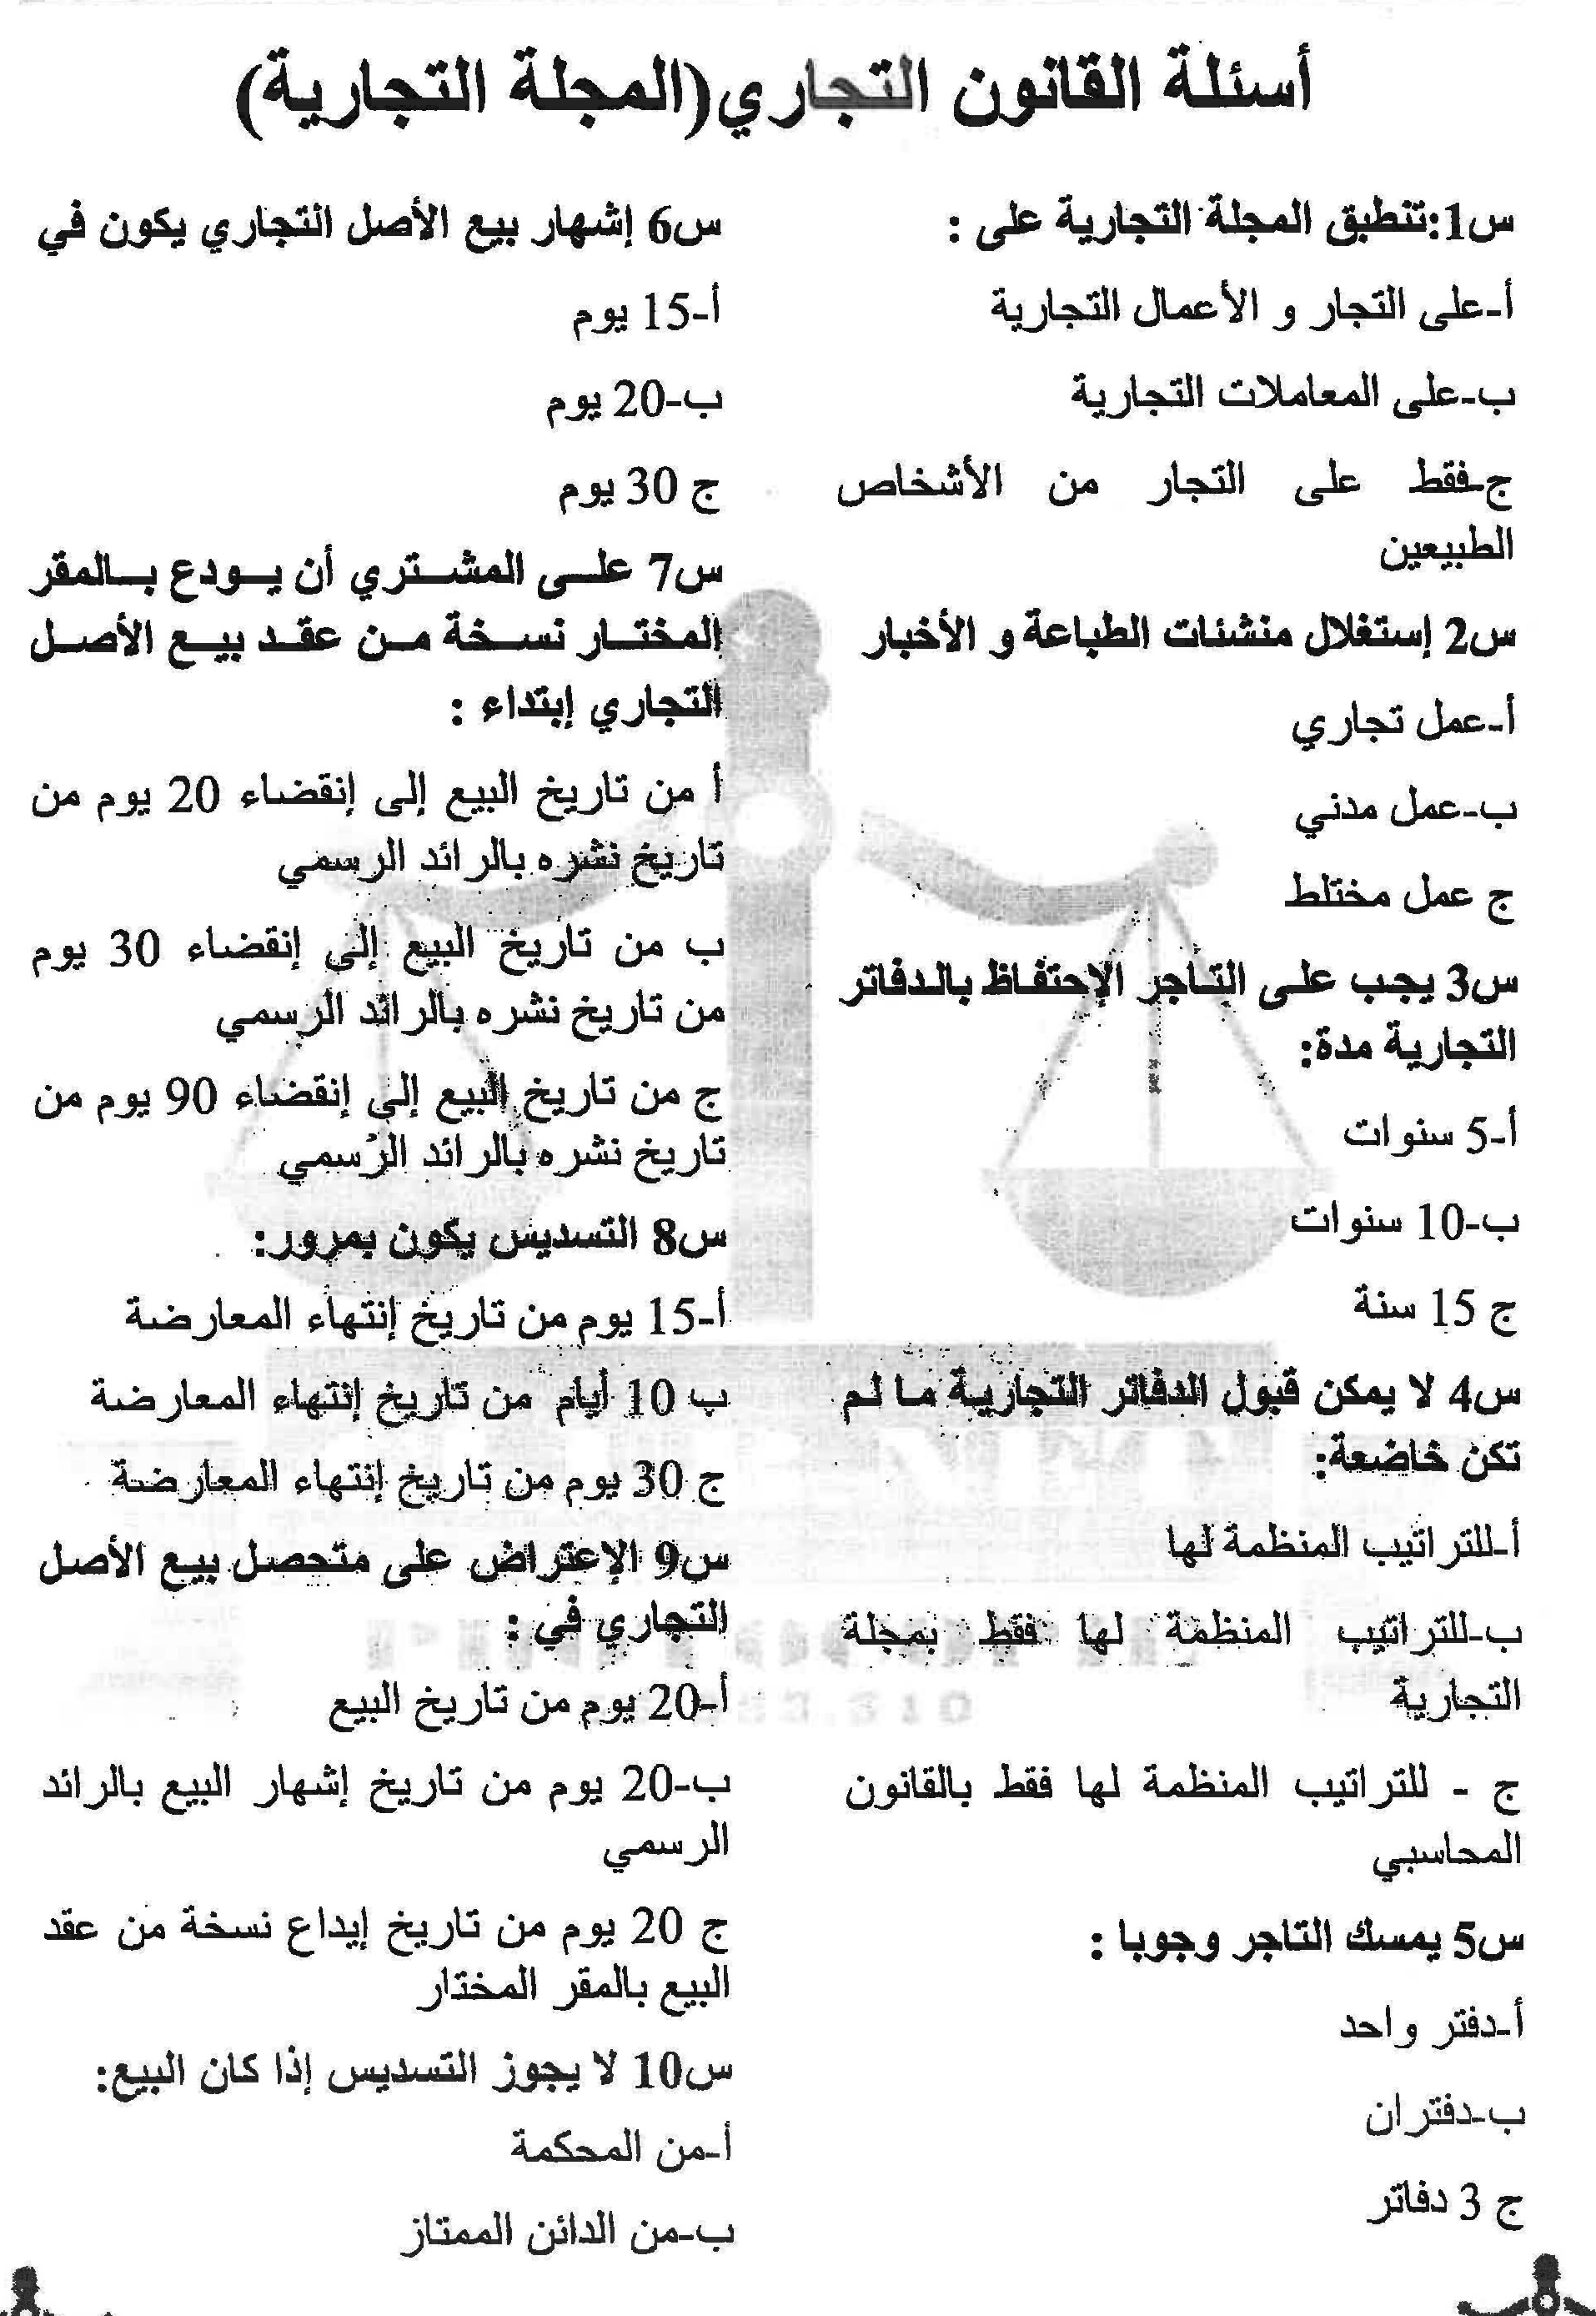 أسئلة القانون التجاري(المجلة التجارية)
س1:تنطبق المجلة التجارية على :
أ-على التجار و الأعمال التجارية
ب-على المعاملات التجارية
ج-فقط على التجار من الأشخاص
الطبيعين
س2 إستغلال منشئات الطباعة و الأخبار
أ-عمل تجاري
ب-عمل مدني
ج عمل مختلط
س3 يجب على التاجر الإحتفاظ بالدفاتر
التجارية مدة:
أ-5 سنوات
ب-10 سنوات
ج 15 سنة
س4 لا يمكن قبول الدفاتر التجارية ما لم
تكن خاضعة:
أ-للتراتيب المنظمة لها
ب-للتراتيب المنظمة لها فقط بمجلة
التجارية
ج - للتراتيب المنظمة لها فقط بالقانون
المحاسبي
س5 يمسك التاجر وجوبا :
أ-دفتر واحد
ب-دفتران
ج 3 دفاتر
س6 إشهار بيع الأصل التجاري يكون في
أ-15 يوم
ب-20 يوم
ج 30 يوم
س7 على المشتري أن يودع بالمقر
المختار نسخة من عقد بيع الأصل
التجاري إبتداء :
أ من تاريخ البيع إلى إنقضاء 20 يوم من
تاريخ نشره بالرائد الرسمي
ب من تاريخ البيع إلى إنقضاء 30 يوم
من تاريخ نشره بالرائد الرسمي
ج من تاريخ البيع إلى إنقضاء 90 يوم من
تاريخ نشره بالرائد الرسمي
س8 التسديس يكون بمرور:
أ-15 يوم من تاريخ إنتهاء المعارضة
ب 10 أيام من تاريخ إنتهاء المعارضة
ج 30 يوم من تاريخ إنتهاء المعارضة
س9 الإعتراض على متحصل بيع الأصل
التجاري في :
أ-20 يوم من تاريخ البيع
ب-20 يوم من تاريخ إشهار البيع بالرائد
الرسمي
ج 20 يوم من تاريخ إيداع نسخة من عقد
البيع بالمقر المختار
س10 لا يجوز التسديس إذا كان البيع:
أ-من المحكمة
ب-من الدائن الممتاز